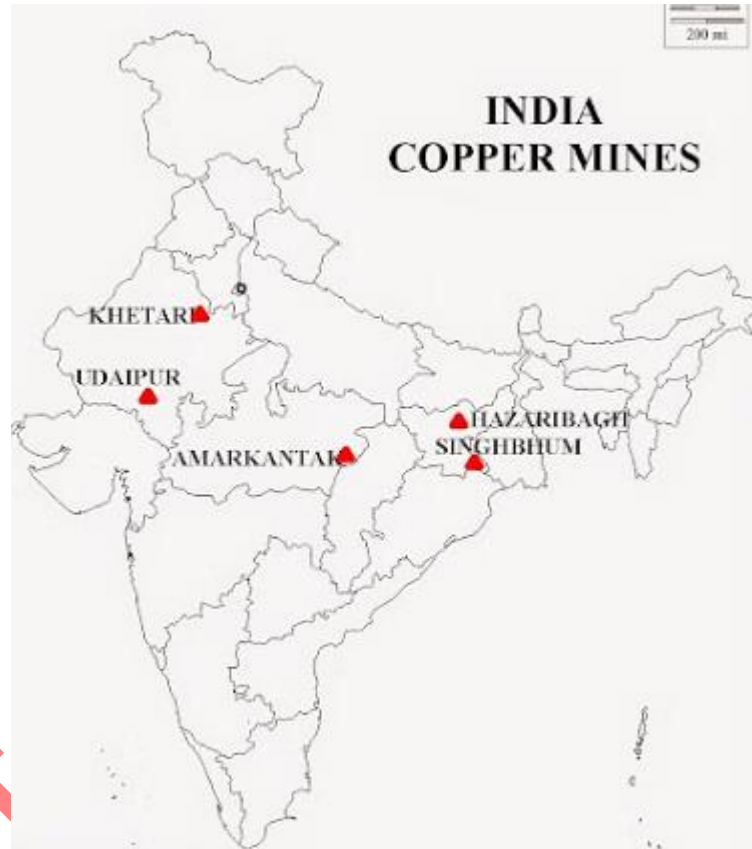 200 mi
INDIA
COPPER MINES
KHETARI
UDAIPUR
HAZARIBAGH
SINGHBHUM
AMARKANTAK